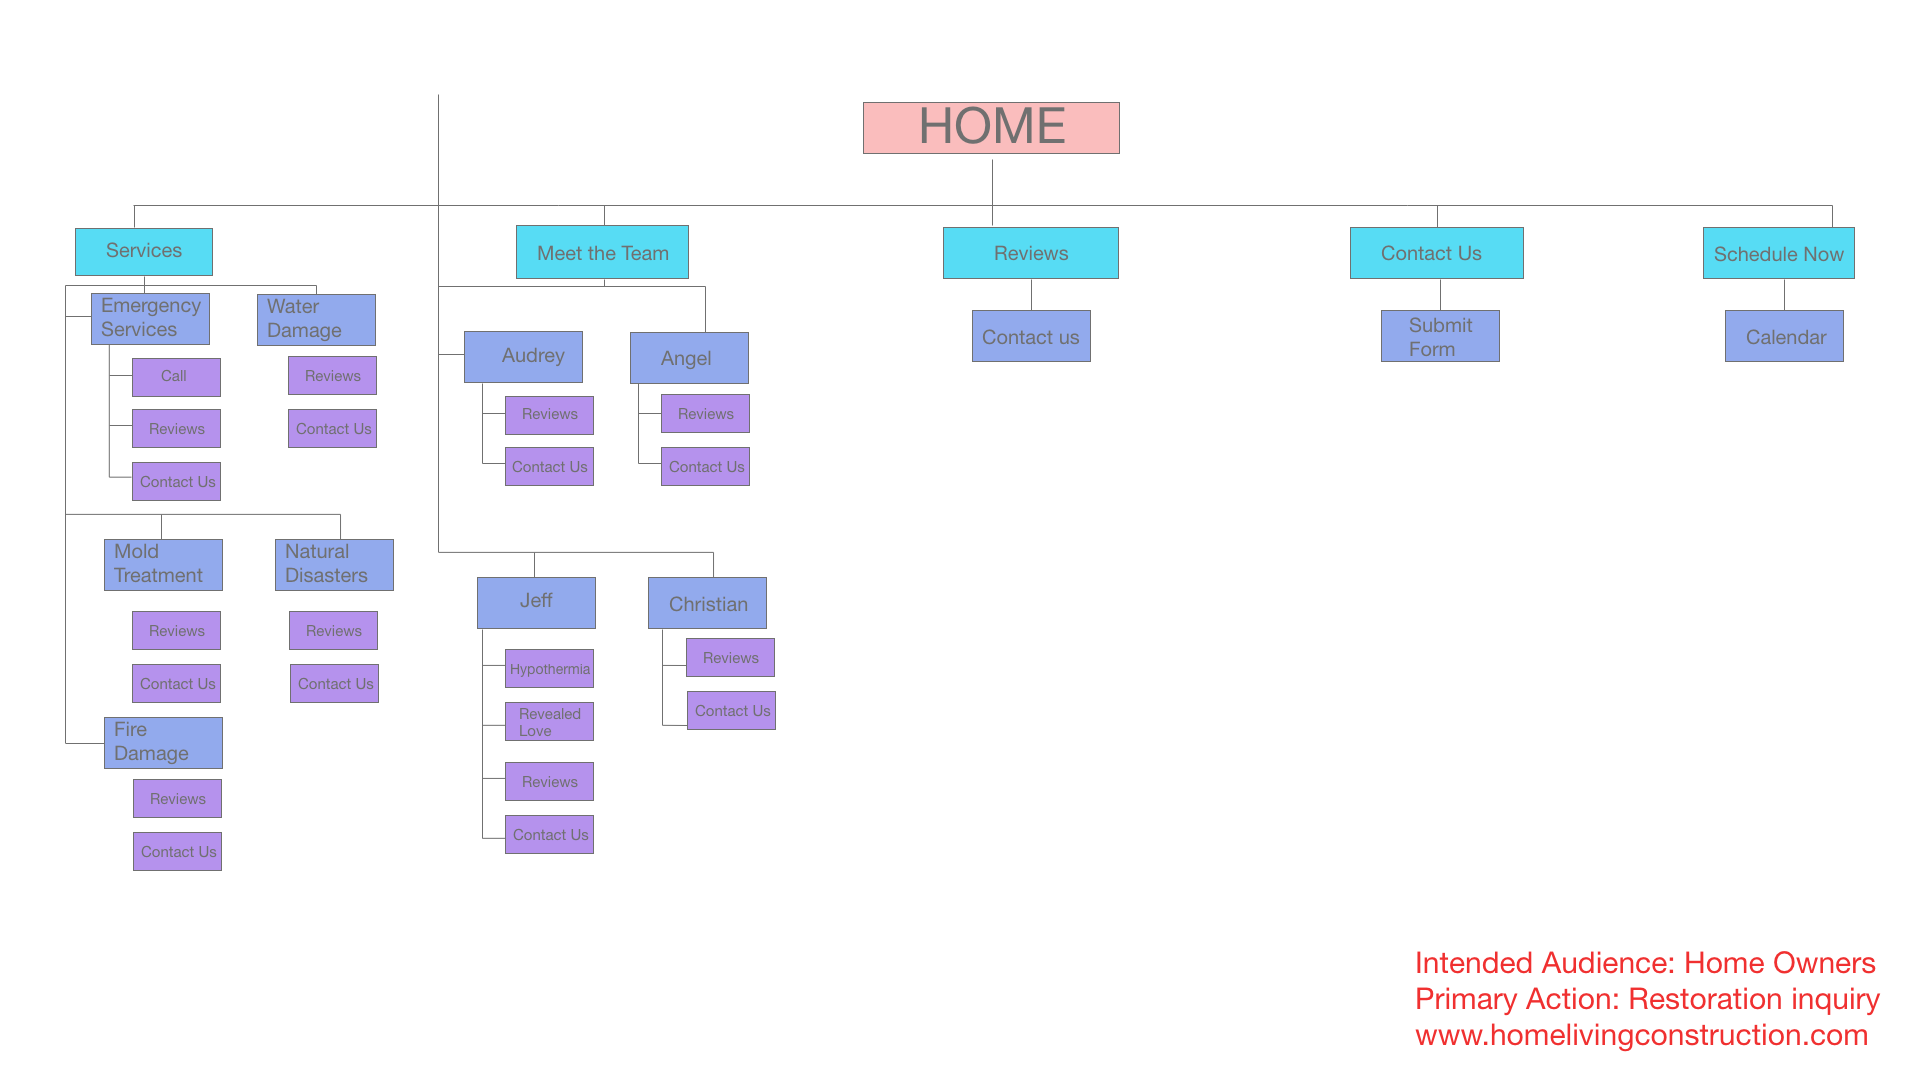 HOME
Services
Meet the Team
Reviews
Contact Us
Schedule Now
Emergency
Services
Water
Damage
Call
Reviews
Contact Us
Reviews
Contact Us
Mold
Treatment
Natural
Disasters
Reviews
Contact Us
Reviews
Contact Us
Fire
Damage
Reviews
Contact Us
Audrey
Angel
Reviews
Contact Us
Reviews
Contact Us
Jeff
Christian
Hypothermia
Revealed
Love
Reviews
Contact Us
Reviews
Contact Us
Contact us
Submit
Form
Calendar
Intended Audience: Home Owners
Primary Action: Restoration inquiry
www.homelivingconstruction.com